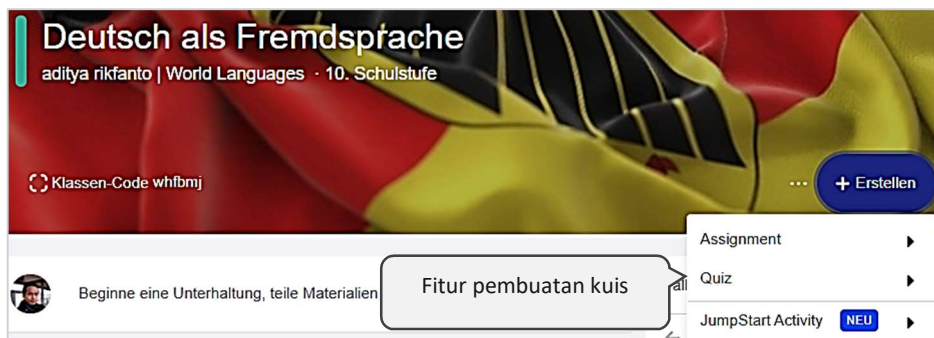 Deutsch als Fremdsprache
aditya rikfanto | World Languages · 10. Schulstufe
Klassen-Code whfbmj
··· + Erstellen
Assignment
Quiz
JumpStart Activity NEU
Beginne eine Unterhaltung, teile Materialien
Fitur pembuatan kuis